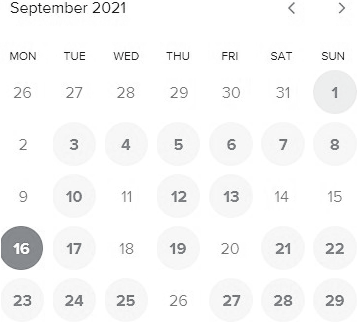 September 2021
MON TUE WED THU FRI SAT SUN
26 27 28 29 30 31 1
2 3 4 5 6 7 8
9 10 11 12 13 14 15
16 17 18 19 20 21 22
23 24 25 26 27 28 29